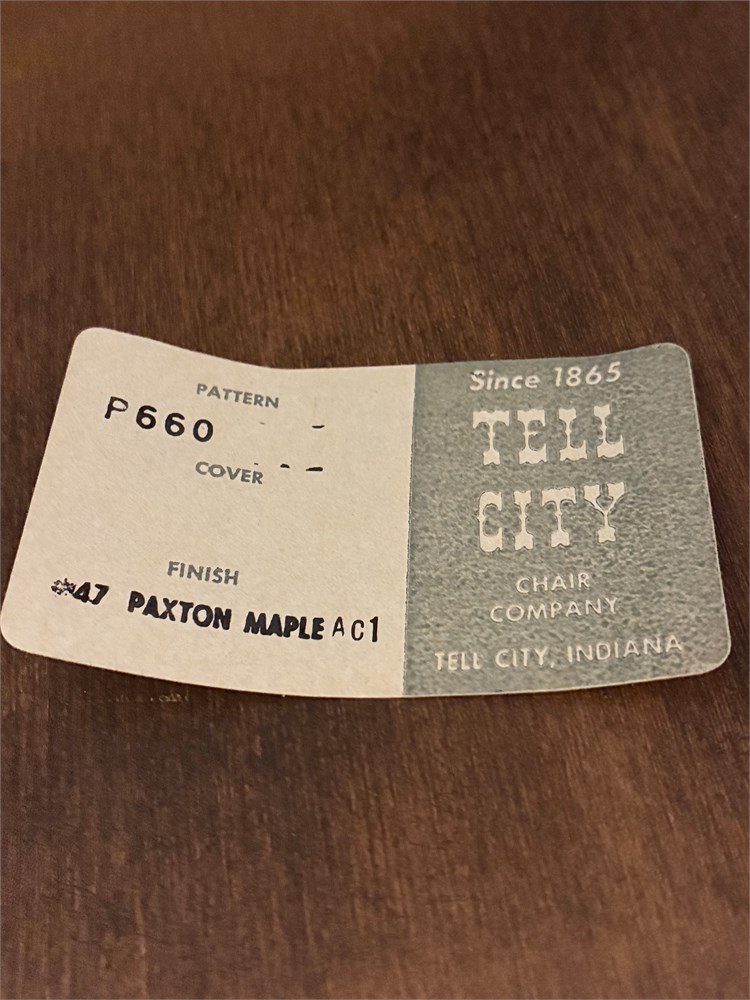 PATTERN
P660
COVER
FINISH
#47 PAXTON MAPLE AC1
Since 1865
TELL
CITY
CHAIR
COMPANY
TELL CITY, INDIANA